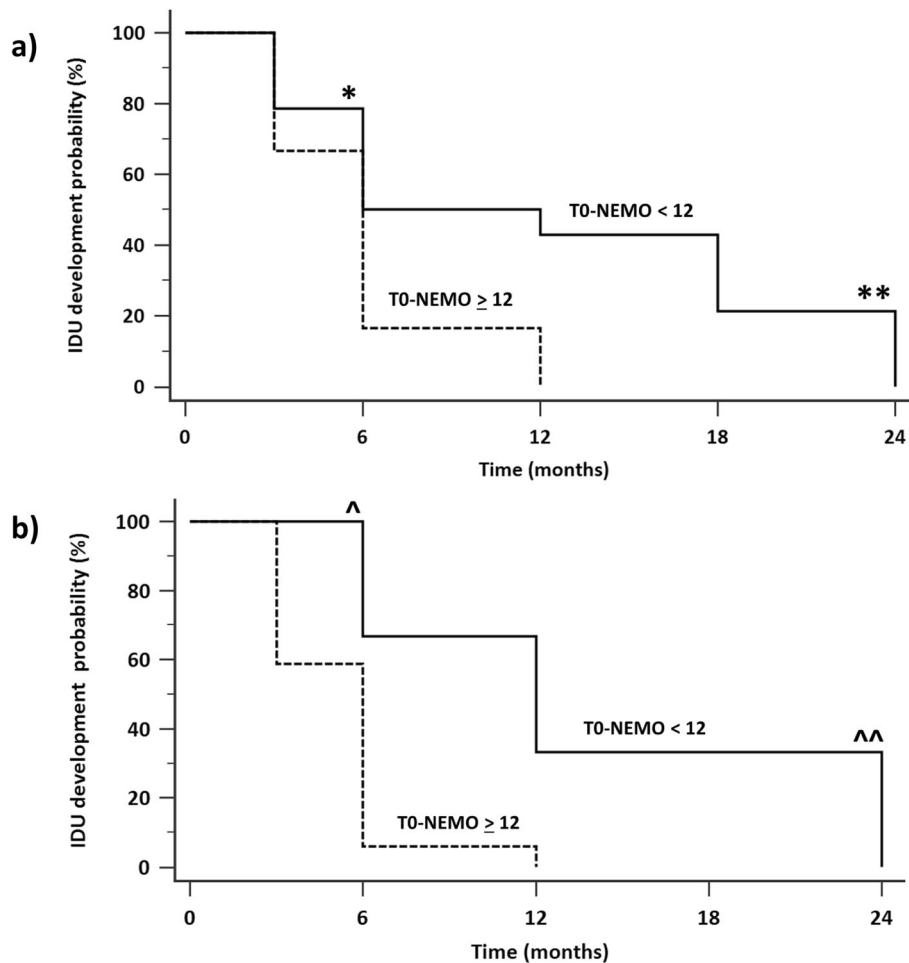 a)
IDU development probability (%)
100
80
60
40
20
0
*
T0-NEMO < 12
T0-NEMO ≥ 12
**
0 6 12 18 24
Time (months)
b)
IDU development probability (%)
100
80
60
40
20
0
^
T0-NEMO < 12
^^
T0-NEMO ≥ 12
0 6 12 18 24
Time (months)